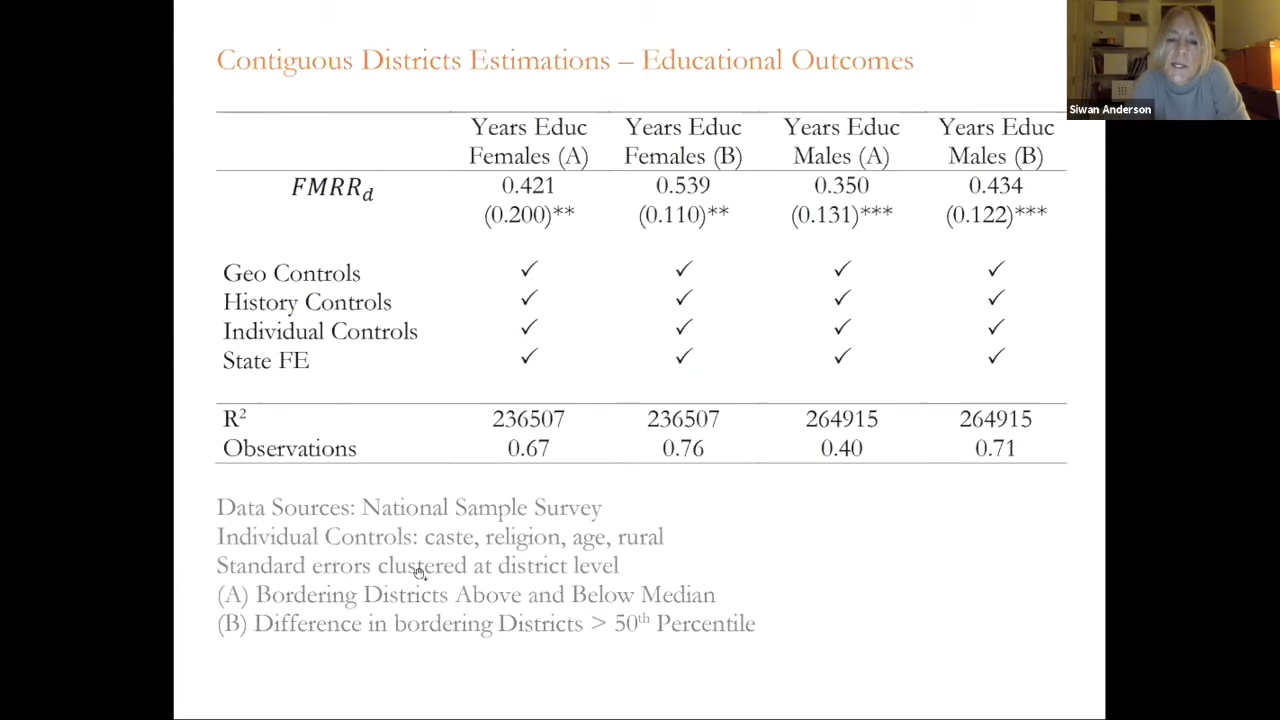 Contiguous Districts Estimations – Educational Outcomes
Siwan Anderson
Years Educ Females (A) Years Educ Females (B) Years Educ Males (A) Years Educ Males (B)
FMRR_d 0.421 0.539 0.350 0.434
(0.200)** (0.110)** (0.131)*** (0.122)***
Geo Controls ✓ ✓ ✓ ✓
History Controls ✓ ✓ ✓ ✓
Individual Controls ✓ ✓ ✓ ✓
State FE ✓ ✓ ✓ ✓
R² 236507 236507 264915 264915
Observations 0.67 0.76 0.40 0.71
Data Sources: National Sample Survey
Individual Controls: caste, religion, age, rural
Standard errors clustered at district level
(A) Bordering Districts Above and Below Median
(B) Difference in bordering Districts > 50th Percentile